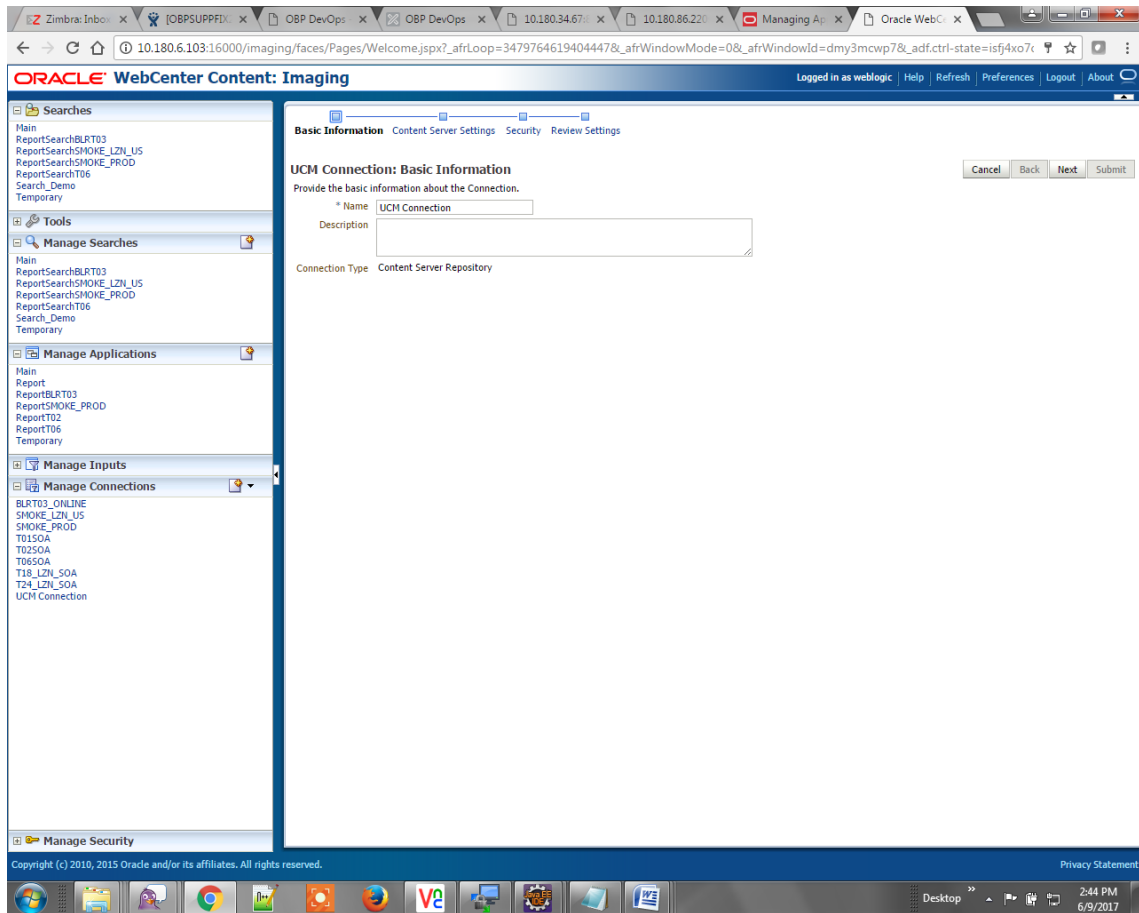 Zimbra: Inbox
[OBPSUPPFIX
OBP DevOps
OBP DevOps
10.180.34.67:8
10.180.86.220
Managing Ap
Oracle WebCe
10.180.6.103:16000/imaging/faces/Pages/Welcome.jspx?_afrLoop=3479764619404447&_afrWindowMode=0&_afrWindowId=dmy3mcwp7&_adf.ctrl-state=isfj4xo7c
ORACLE WebCenter Content: Imaging
Logged in as weblogic Help Refresh Preferences Logout About
Searches
Main
ReportSearchBLRT03
ReportSearchSMOKE_LZN_US
ReportSearchSMOKE_PROD
ReportSearchT06
Search_Demo
Temporary
Tools
Manage Searches
Main
ReportSearchBLRT03
ReportSearchSMOKE_LZN_US
ReportSearchSMOKE_PROD
ReportSearchT06
Search_Demo
Temporary
Manage Applications
Main
Report
ReportBLRT03
ReportSMOKE_PROD
ReportT02
ReportT06
Temporary
Manage Inputs
Manage Connections
BLRT03_ONLINE
SMOKE_LZN_US
SMOKE_PROD
T01SOA
T02SOA
T06SOA
T18_LZN_SOA
T24_LZN_SOA
UCM Connection
Manage Security
Basic Information Content Server Settings Security Review Settings
UCM Connection: Basic Information
Cancel Back Next Submit
Provide the basic information about the Connection.
* Name UCM Connection
Description
Connection Type Content Server Repository
Copyright (c) 2010, 2015 Oracle and/or its affiliates. All rights reserved.
Privacy Statement
Desktop
2:44 PM
6/9/2017